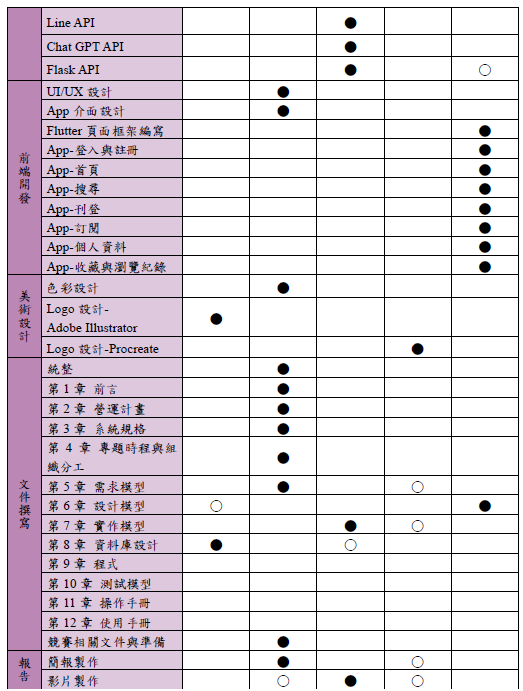 Line API ●
Chat GPT API ●
Flask API ● ○
前端開發
UI/UX 設計 ●
App 介面設計 ●
Flutter 頁面框架編寫 ●
App-登入與註冊 ●
App-首頁 ●
App-搜尋 ●
App-刊登 ●
App-訂閱 ●
App-個人資料 ●
App-收藏與瀏覽紀錄 ●
美術設計
色彩設計 ●
Logo 設計-
Adobe Illustrator ●
Logo 設計-Procreate ●
文件撰寫
統整 ●
第 1 章 前言 ●
第 2 章 營運計畫 ●
第 3 章 系統規格 ●
第 4 章 專題時程與組
織分工 ●
第 5 章 需求模型 ● ○
第 6 章 設計模型 ○ ●
第 7 章 實作模型 ● ○
第 8 章 資料庫設計 ● ○
第 9 章 程式
第 10 章 測試模型
第 11 章 操作手冊
第 12 章 使用手冊
競賽相關文件與準備 ●
報告
簡報製作 ● ○
影片製作 ○ ● ○